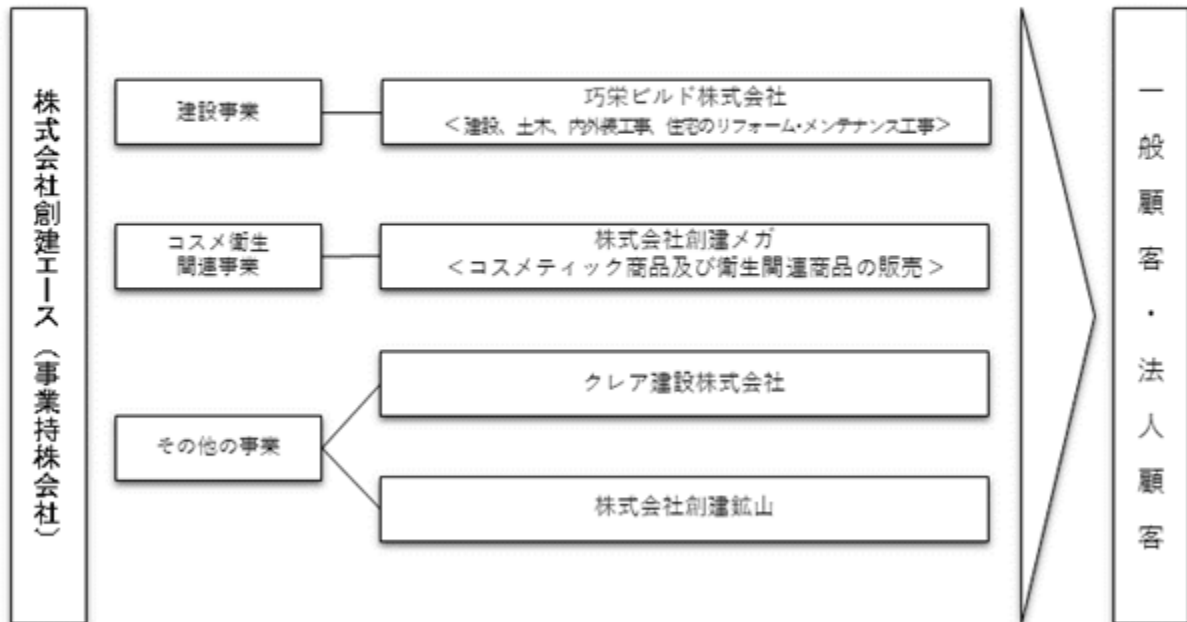 株式会社創建エース（事業持株会社）
建設事業
巧栄ビルド株式会社
＜建設、土木、内外装工事、住宅のリフォーム・メンテナンス工事＞
コスメ衛生
関連事業
株式会社創建メガ
＜コスメティック商品及び衛生関連商品の販売＞
その他の事業
クレア建設株式会社
株式会社創建鉱山
一般顧客・法人顧客